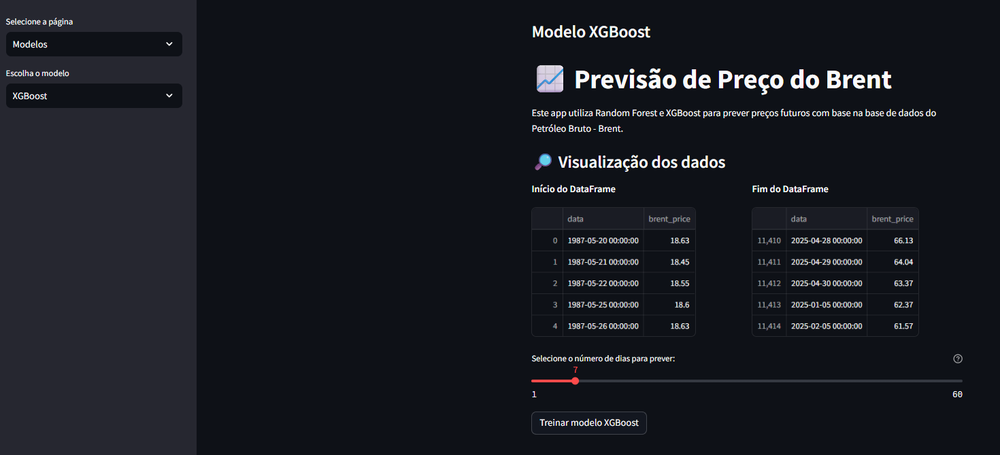 Selecione a página
Modelos
Escolha o modelo
XGBoost
Modelo XGBoost
Previsão de Preço do Brent
Este app utiliza Random Forest e XGBoost para prever preços futuros com base na base de dados do
Petróleo Bruto - Brent.
Visualização dos dados
Início do DataFrame
data brent_price
0 1987-05-20 00:00:00 18.63
1 1987-05-21 00:00:00 18.45
2 1987-05-22 00:00:00 18.55
3 1987-05-25 00:00:00 18.6
4 1987-05-26 00:00:00 18.63
Fim do DataFrame
data brent_price
11,410 2025-04-28 00:00:00 66.13
11,411 2025-04-29 00:00:00 64.04
11,412 2025-04-30 00:00:00 63.37
11,413 2025-01-05 00:00:00 62.37
11,414 2025-02-05 00:00:00 61.57
Selecione o número de dias para prever:
7
1 60
Treinar modelo XGBoost